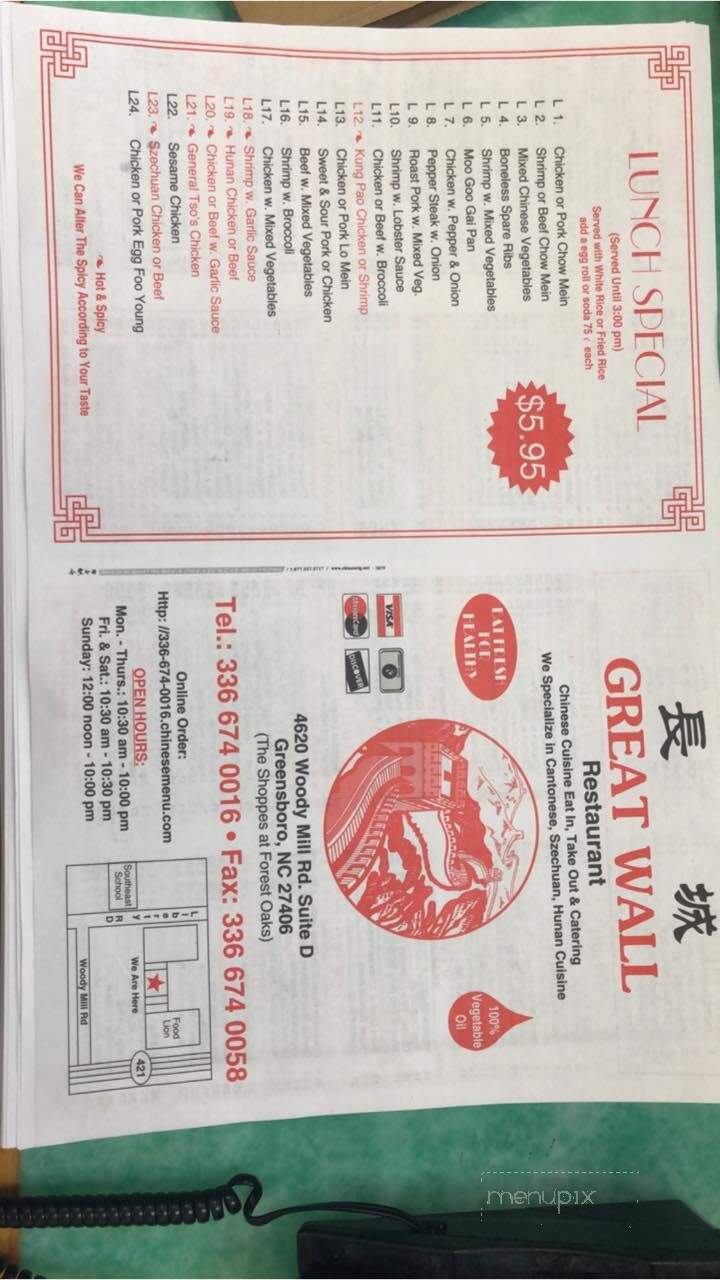 LUNCH SPECIAL
(Served Until 3:00 pm)
Served with White Rice or Fried Rice
add a egg roll or soda 75 ¢ each
$5.95
L 1. Chicken or Pork Chow Mein
L 2. Shrimp or Beef Chow Mein
L 3. Mixed Chinese Vegetables
L 4. Boneless Spare Ribs
L 5. Shrimp w. Mixed Vegetables
L 6. Moo Goo Gai Pan
L 7. Chicken w. Pepper & Onion
L 8. Pepper Steak w. Onion
L 9. Roast Pork w. Mixed Veg.
L10. Shrimp w. Lobster Sauce
L11. Chicken or Beef w. Broccoli
L12. Kung Pao Chicken or Shrimp
L13. Chicken or Pork Lo Mein
L14. Sweet & Sour Pork or Chicken
L15. Beef w. Mixed Vegetables
L16. Shrimp w. Broccoli
L17. Chicken w. Mixed Vegetables
L18. Shrimp w. Garlic Sauce
L19. Hunan Chicken or Beef
L20. Chicken or Beef w. Garlic Sauce
L21. General Tso's Chicken
L22. Sesame Chicken
L23. Szechuan Chicken or Beef
L24. Chicken or Pork Egg Foo Young
Hot & Spicy
We Can Alter The Spicy According to Your Taste
長城
GREAT WALL
Restaurant
Chinese Cuisine Eat In, Take Out & Catering
We Specialize in Cantonese, Szechuan, Hunan Cuisine
EAT FRESH
FOR
HEALTHY
100%
Vegetable
Oil
VISA
MasterCard
DISCOVER
4620 Woody Mill Rd. Suite D
Greensboro, NC 27406
(The Shoppes at Forest Oaks)
Tel.: 336 674 0016 • Fax: 336 674 0058
Online Order:
Http: //336-674-0016.chinesemenu.com
OPEN HOURS:
Mon. - Thurs.: 10:30 am - 10:00 pm
Fri. & Sat.: 10:30 am - 10:30 pm
Sunday: 12:00 noon - 10:00 pm
Southeast
School
Liberty RD
We Are Here
Food
Lion
421
Woody Mill Rd
menupix